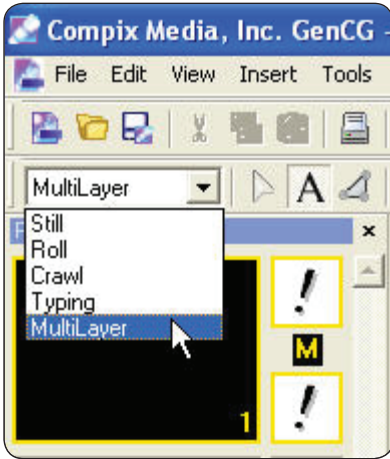 Compix Media, Inc. GenCG -
File Edit View Insert Tools
A
MultiLayer
Still
Roll
Crawl
Typing
MultiLayer
!
M
1
!